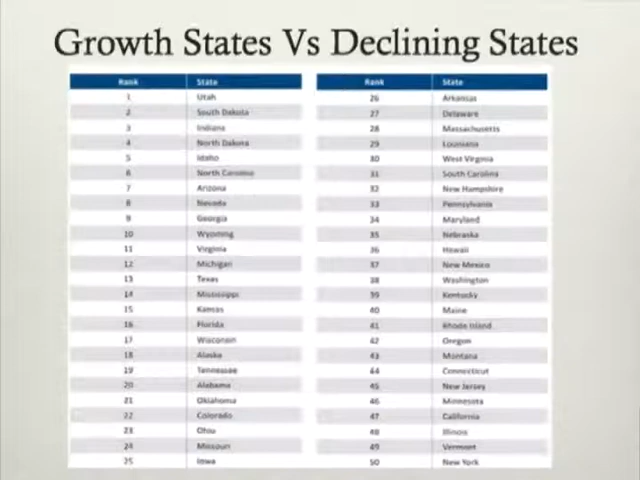 Growth States Vs Declining States
Rank State
1 Utah
2 South Dakota
3 Indiana
4 North Dakota
5 Idaho
6 North Carolina
7 Arizona
8 Nevada
9 Georgia
10 Wyoming
11 Virginia
12 Michigan
13 Texas
14 Mississippi
15 Kansas
16 Florida
17 Wisconsin
18 Alaska
19 Tennessee
20 Alabama
21 Oklahoma
22 Colorado
23 Ohio
24 Missouri
25 Iowa
Rank State
26 Arkansas
27 Delaware
28 Massachusetts
29 Louisiana
30 West Virginia
31 South Carolina
32 New Hampshire
33 Pennsylvania
34 Maryland
35 Nebraska
36 Hawaii
37 New Mexico
38 Washington
39 Kentucky
40 Maine
41 Rhode Island
42 Oregon
43 Montana
44 Connecticut
45 New Jersey
46 Minnesota
47 California
48 Illinois
49 Vermont
50 New York